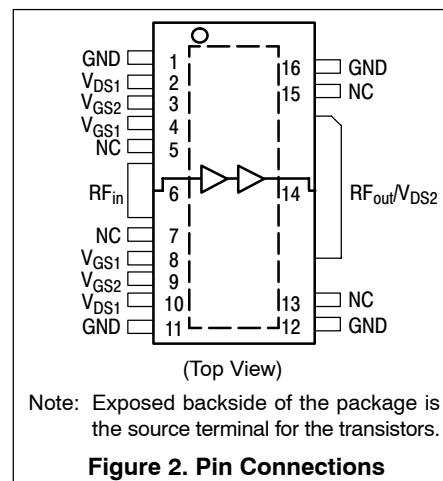 GND 1 16 GND
VDS1 2 15 NC
VGS2 3
VGS1 4
NC 5
RFin 6 14 RFout/VDS2
NC 7
VGS1 8
VGS2 9
VDS1 10 13 NC
GND 11 12 GND
(Top View)
Note: Exposed backside of the package is
the source terminal for the transistors.
Figure 2. Pin Connections